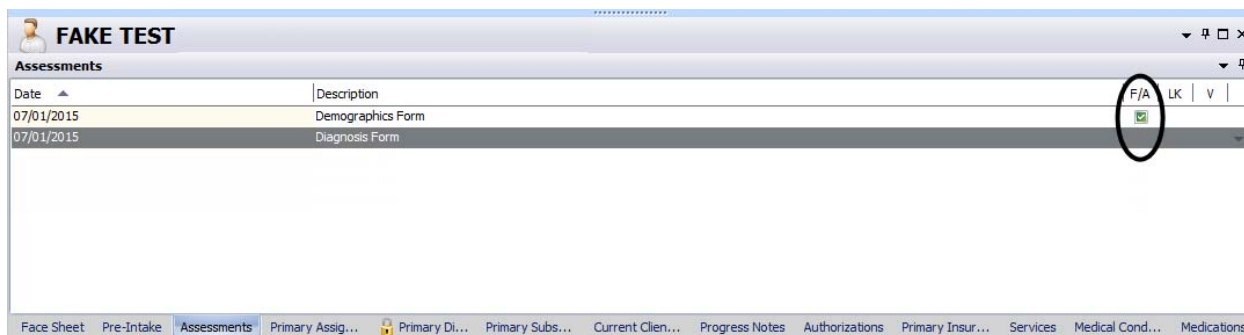 FAKE TEST
Assessments
Date Description F/A LK V
07/01/2015 Demographics Form
07/01/2015 Diagnosis Form
Face Sheet Pre-Intake Assessments Primary Assig... Primary Di... Primary Subs... Current Clien... Progress Notes Authorizations Primary Insur... Services Medical Cond... Medications